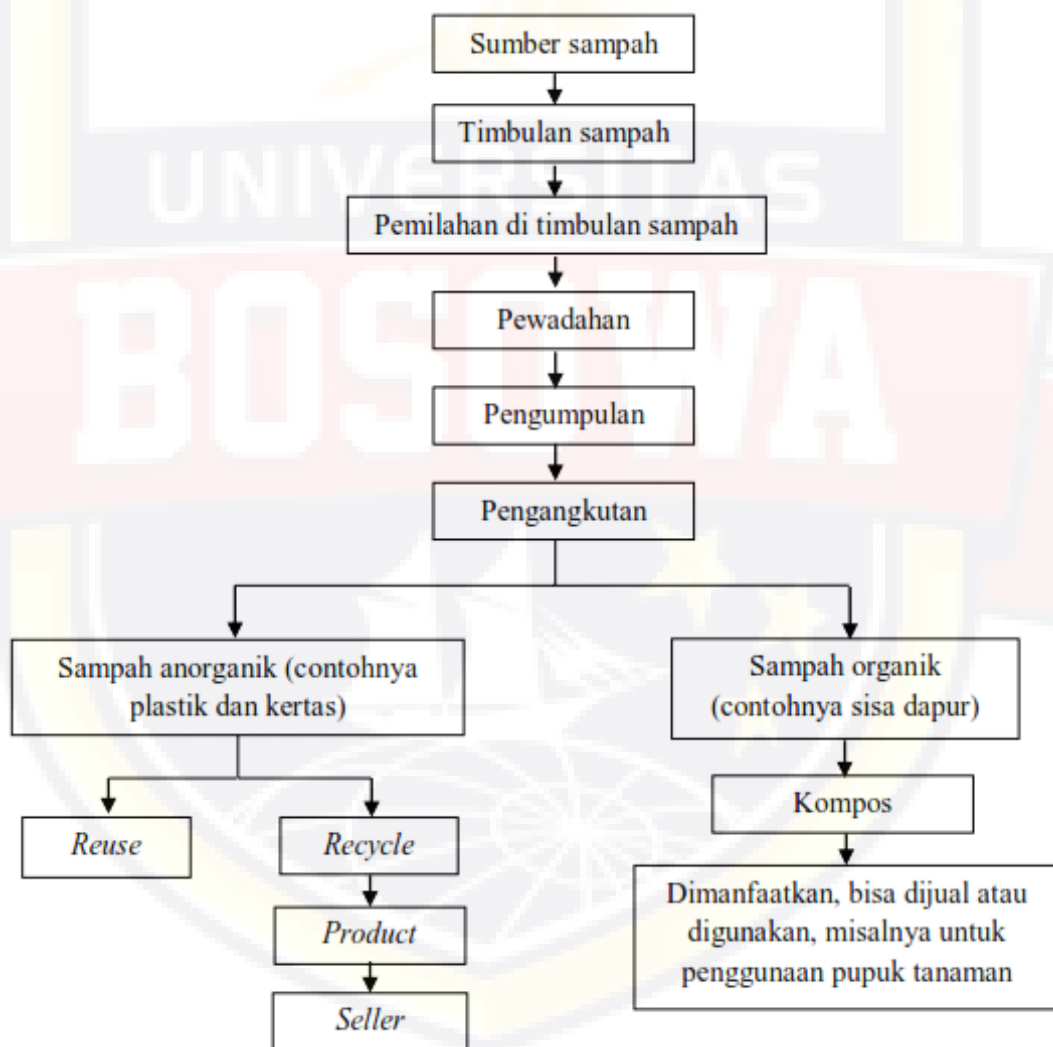 Sumber sampah
Timbulan sampah
UNIVERSITAS
Pemilahan di timbulan sampah
BOSOWA
Pewadahan
Pengumpulan
Pengangkutan
Sampah anorganik (contohnya
plastik dan kertas)
Sampah organik
(contohnya sisa dapur)
Reuse
Recycle
Product
Seller
Kompos
Dimanfaatkan, bisa dijual atau
digunakan, misalnya untuk
penggunaan pupuk tanaman